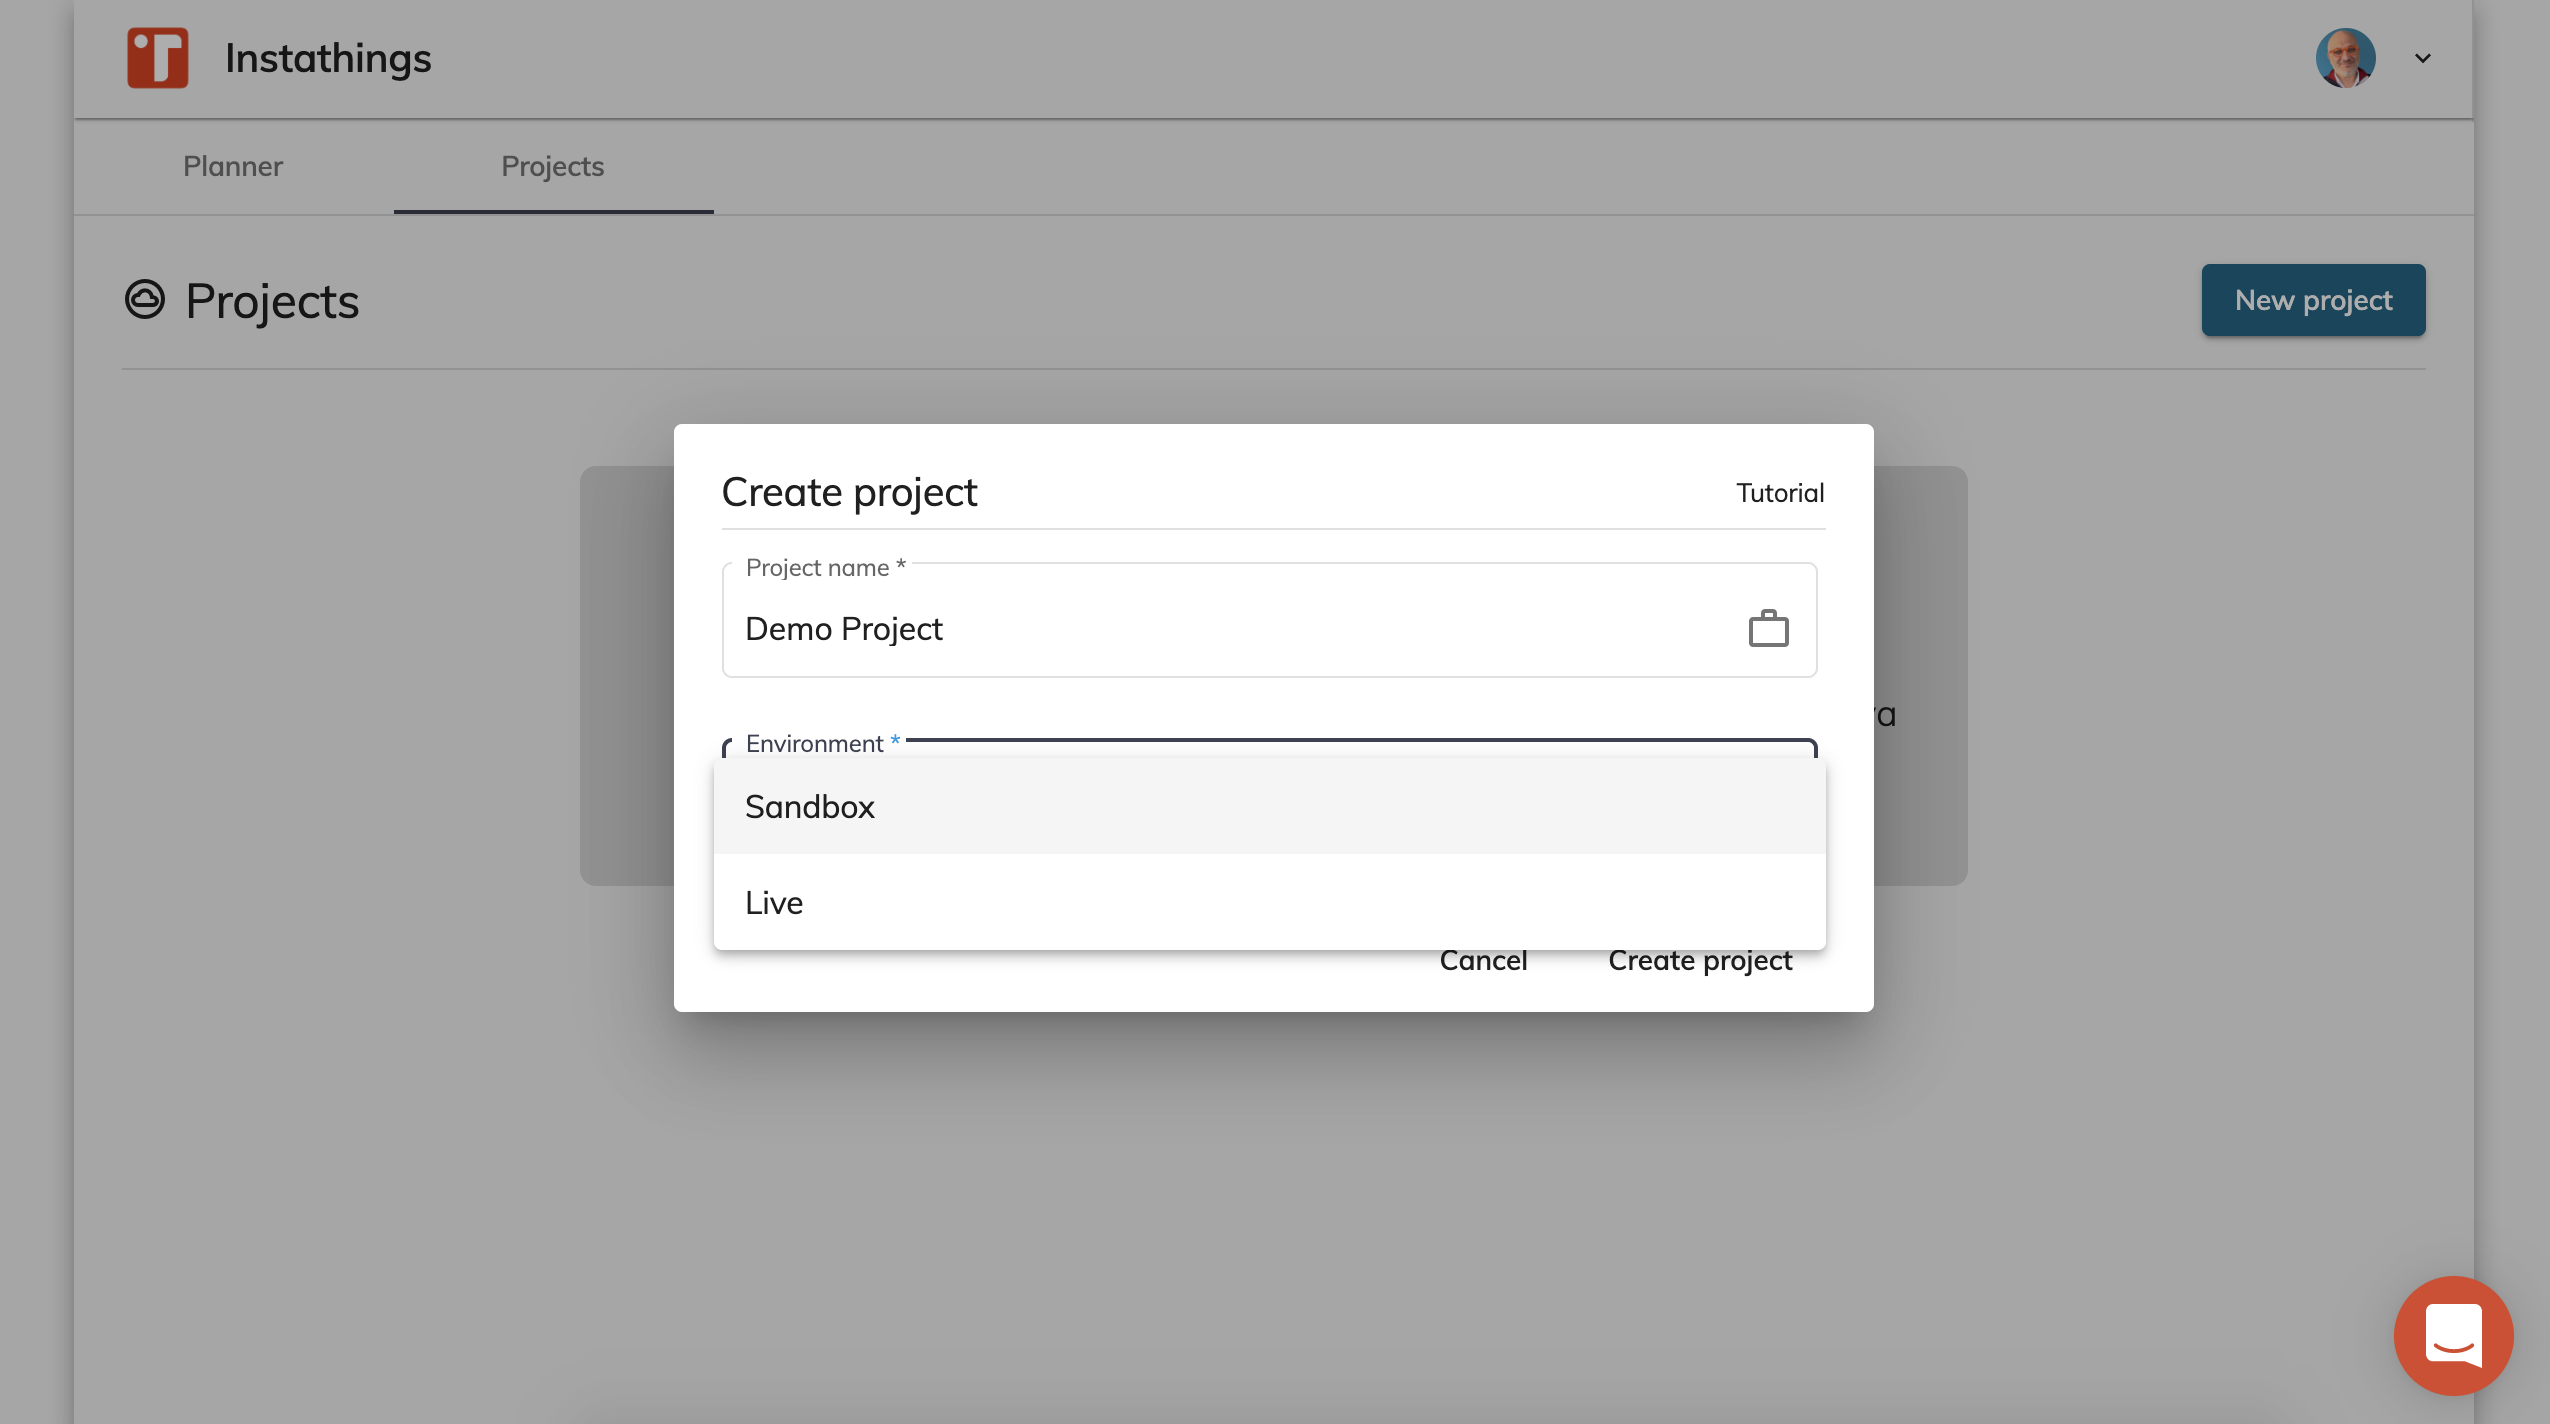 Instathings
Planner
Projects
Projects
New project
Create project
Tutorial
Project name *
Demo Project
Environment *
Sandbox
Live
Cancel
Create project